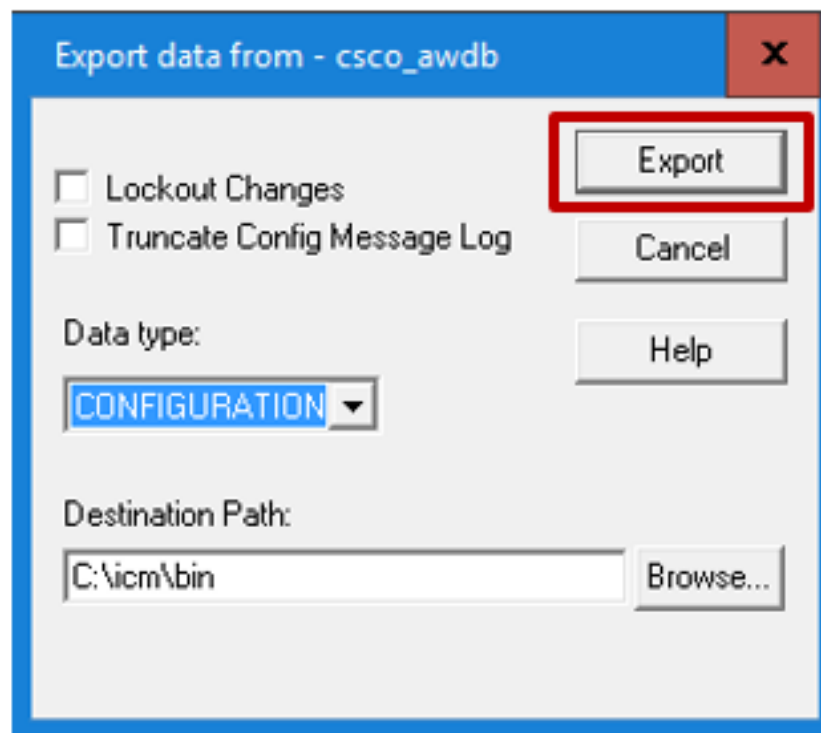 Export data from - csco_awdb
x
Export
Lockout Changes
Truncate Config Message Log
Cancel
Data type:
Help
CONFIGURATION
Destination Path:
C:\icm\bin
Browse...